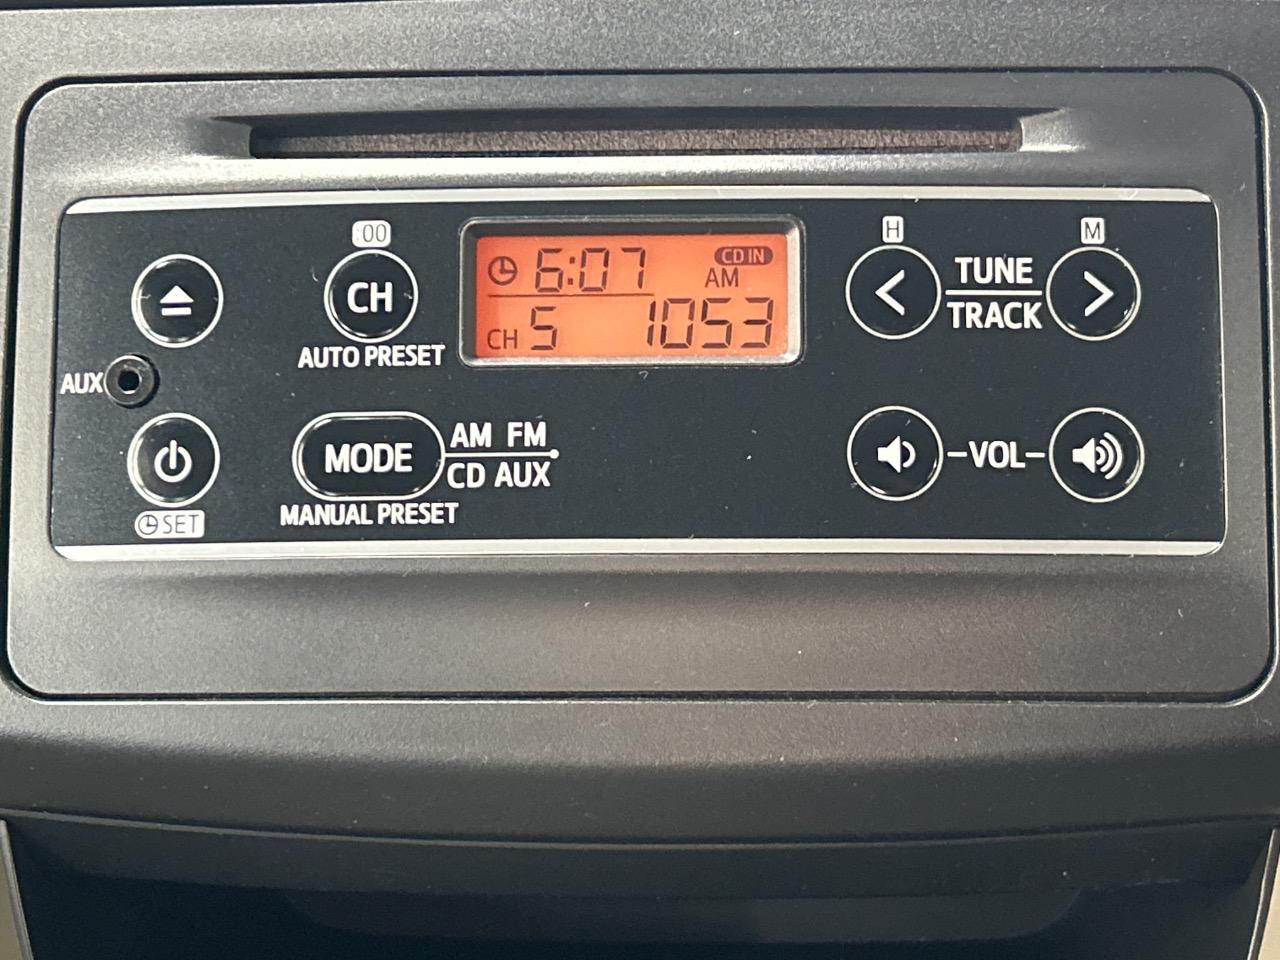 :00
H
M
6:07
CD IN
AM
CH 5 1053
CH
TUNE
TRACK
AUTO PRESET
AUX
MODE
AM FM
CD AUX
VOL
MANUAL PRESET
SET